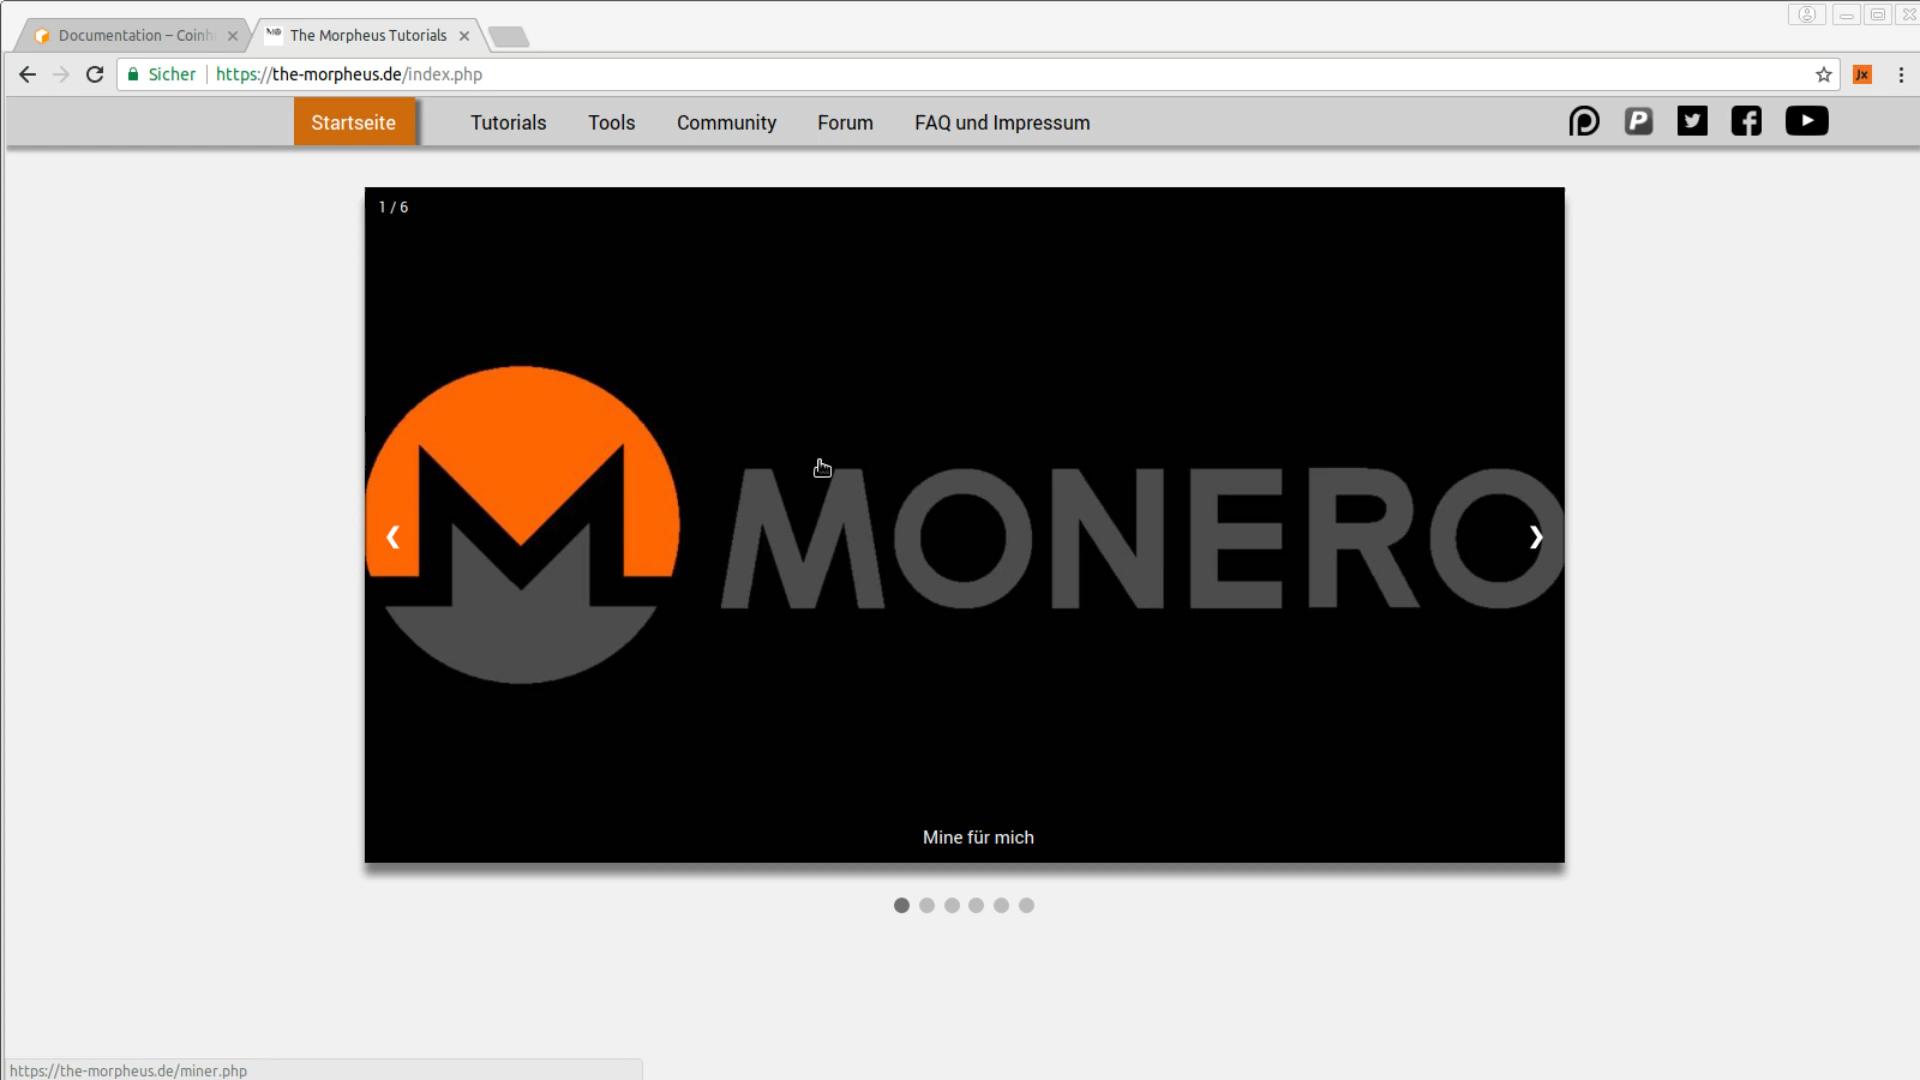 Documentation – Coinh
The Morpheus Tutorials
Sicher
https://the-morpheus.de/index.php
Jx
Startseite
Tutorials
Tools
Community
Forum
FAQ und Impressum
1 / 6
MONERO
Mine für mich
https://the-morpheus.de/miner.php